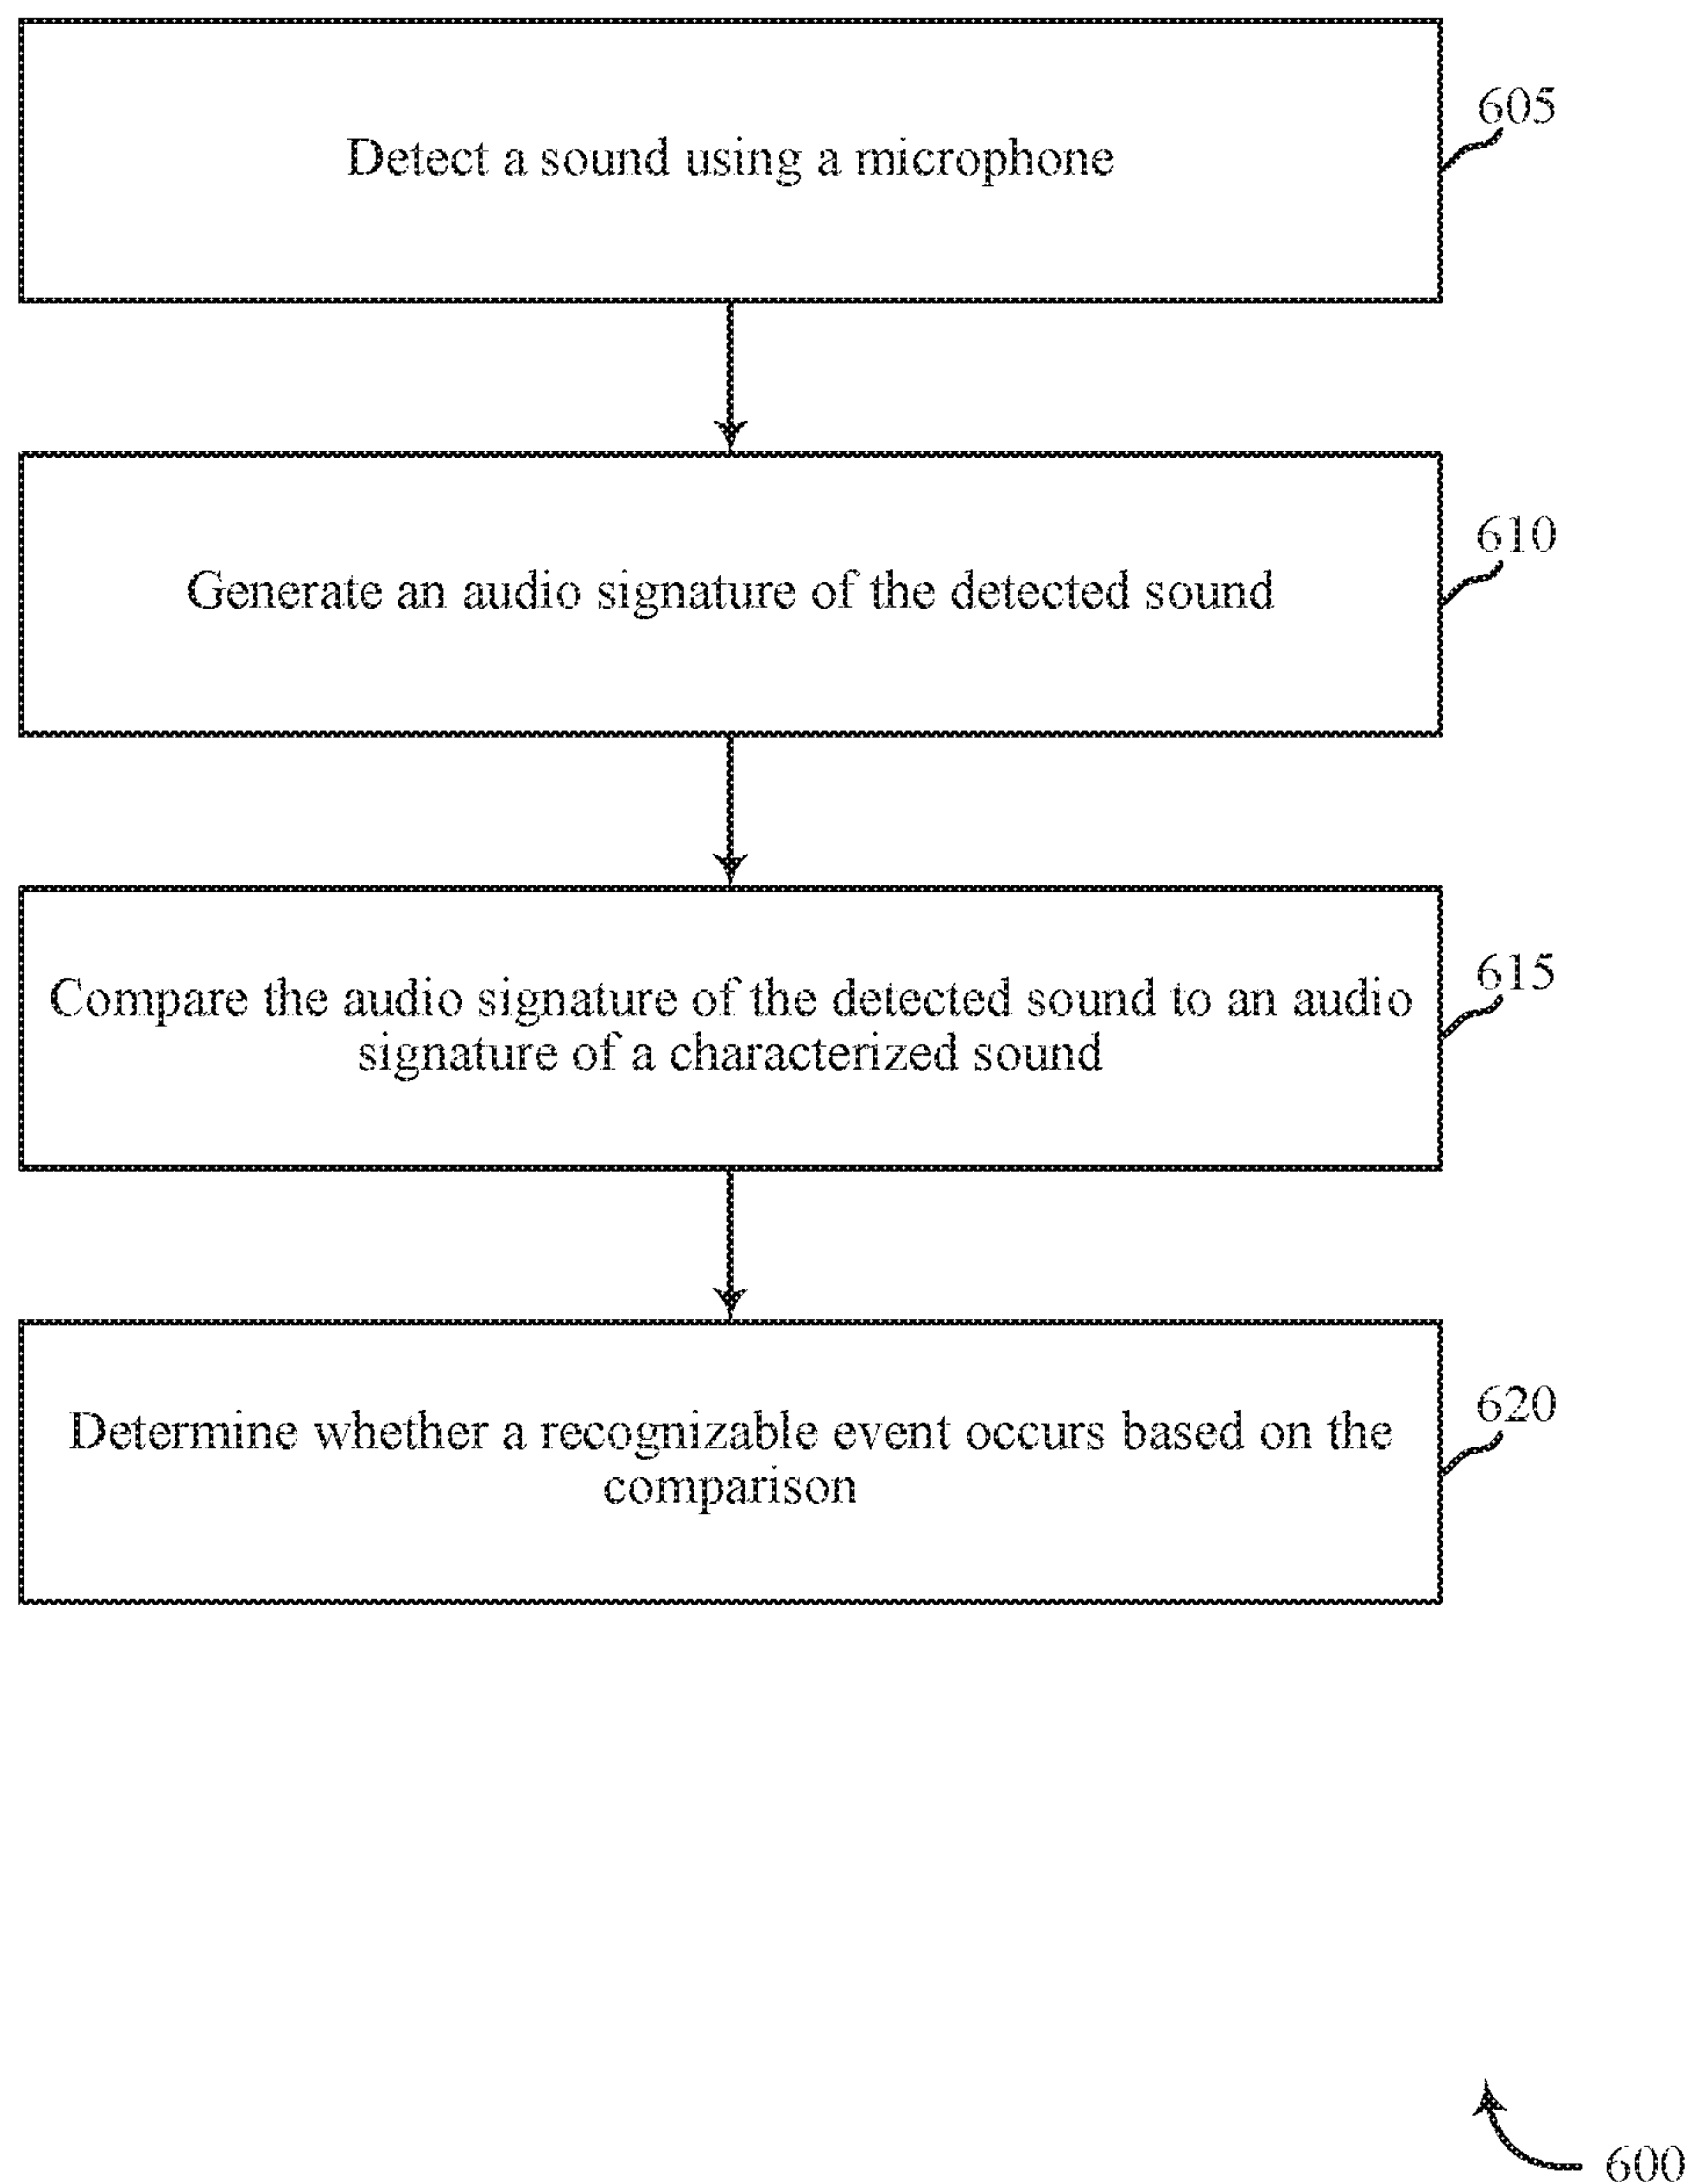 Detect a sound using a microphone
605
Generate an audio signature of the detected sound
610
Compare the audio signature of the detected sound to an audio
signature of a characterized sound
615
Determine whether a recognizable event occurs based on the
comparison
620
600